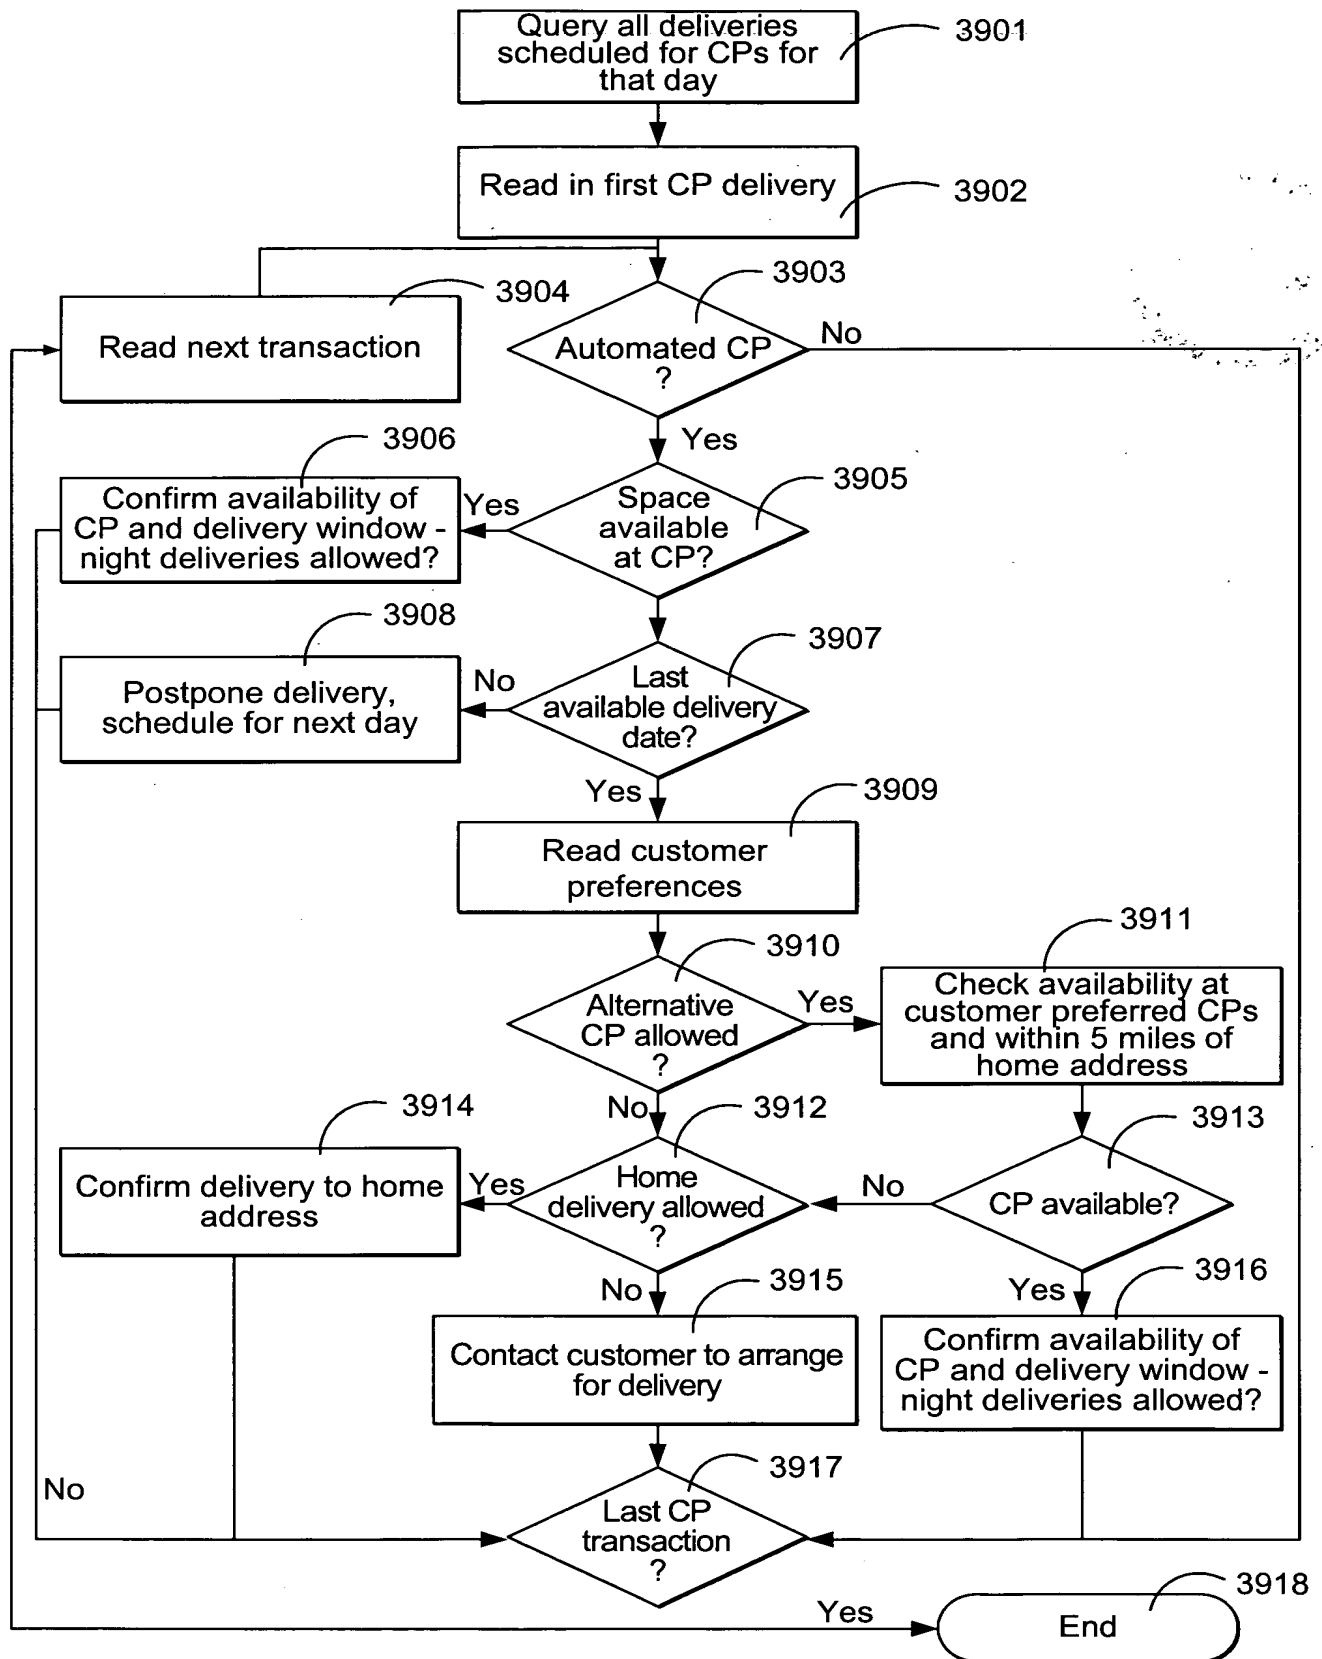 Query all deliveries
scheduled for CPs for
that day
3901
Read in first CP delivery
3902
3903
Automated CP
?
No
3904
Read next transaction
Yes
3905
Space
available
at CP?
Yes
3906
Confirm availability of
CP and delivery window -
night deliveries allowed?
3907
Last
available delivery
date?
No
3908
Postpone delivery,
schedule for next day
Yes
3909
Read customer
preferences
3910
Alternative
CP allowed
?
Yes
3911
Check availability at
customer preferred CPs
and within 5 miles of
home address
No
3912
Home
delivery allowed
?
3913
CP available?
No
Yes
3914
Confirm delivery to home
address
No
3915
Contact customer to arrange
for delivery
Yes
3916
Confirm availability of
CP and delivery window -
night deliveries allowed?
3917
Last CP
transaction
?
No
Yes
3918
End